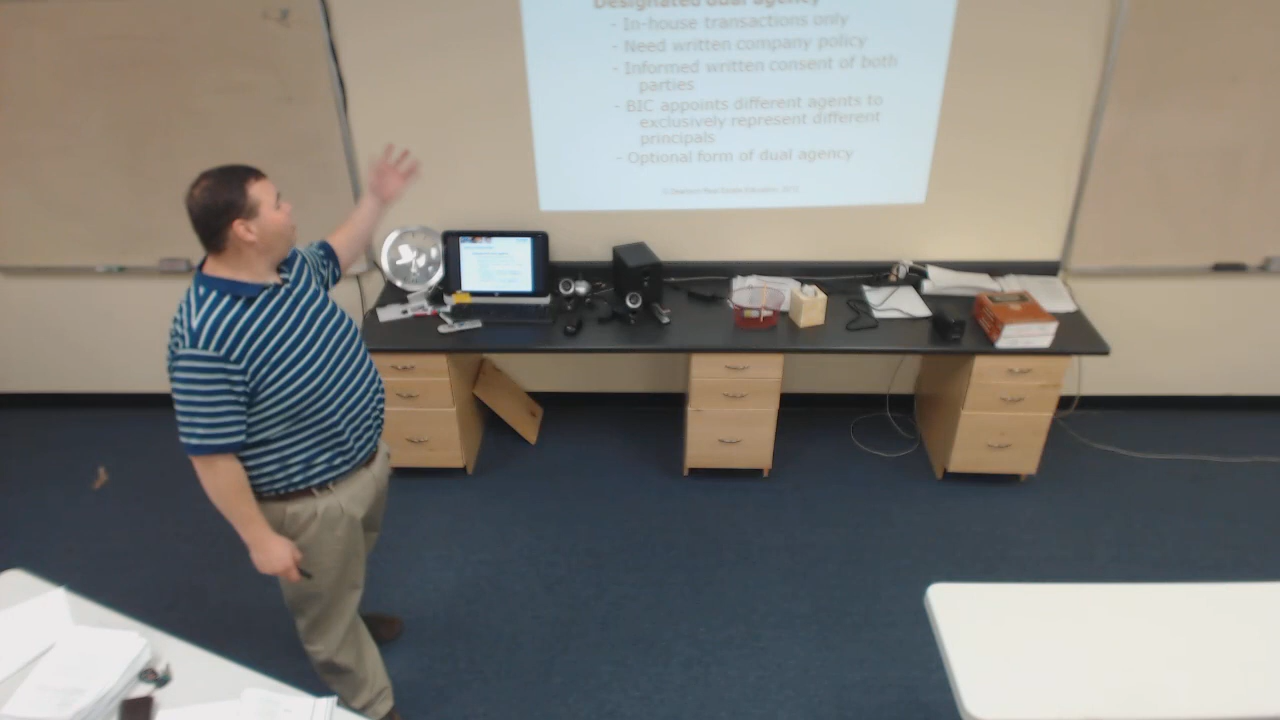 Designated dual agency
- In-house transactions only
- Need written company policy
- Informed written consent of both
parties
- BIC appoints different agents to
exclusively represent different
principals
- Optional form of dual agency